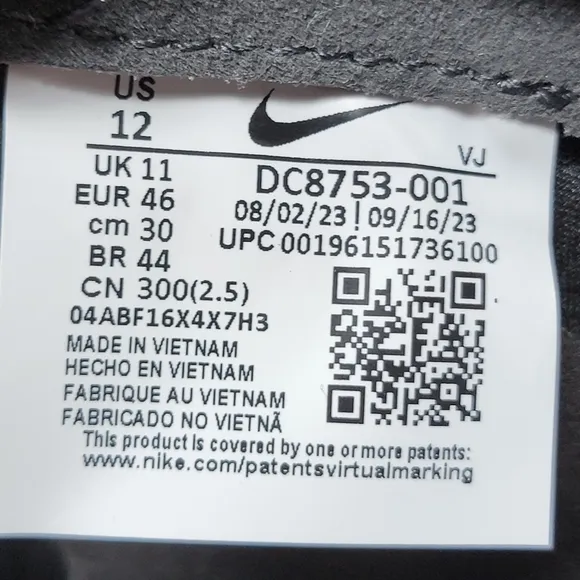 US
12
UK 11
EUR 46
cm 30
BR 44
CN 300(2.5)
04ABF16X4X7H3
VJ
DC8753-001
08/02/23 ¦ 09/16/23
UPC 00196151736100
MADE IN VIETNAM
HECHO EN VIETNAM
FABRIQUE AU VIETNAM
FABRICADO NO VIETNÃ
This product is covered by one or more patents:
www.nike.com/patentsvirtualmarking